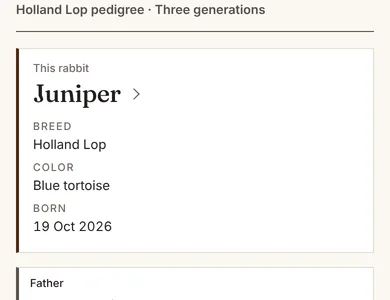 Holland Lop pedigree · Three generations
This rabbit
Juniper
BREED
Holland Lop
COLOR
Blue tortoise
BORN
19 Oct 2026
Father